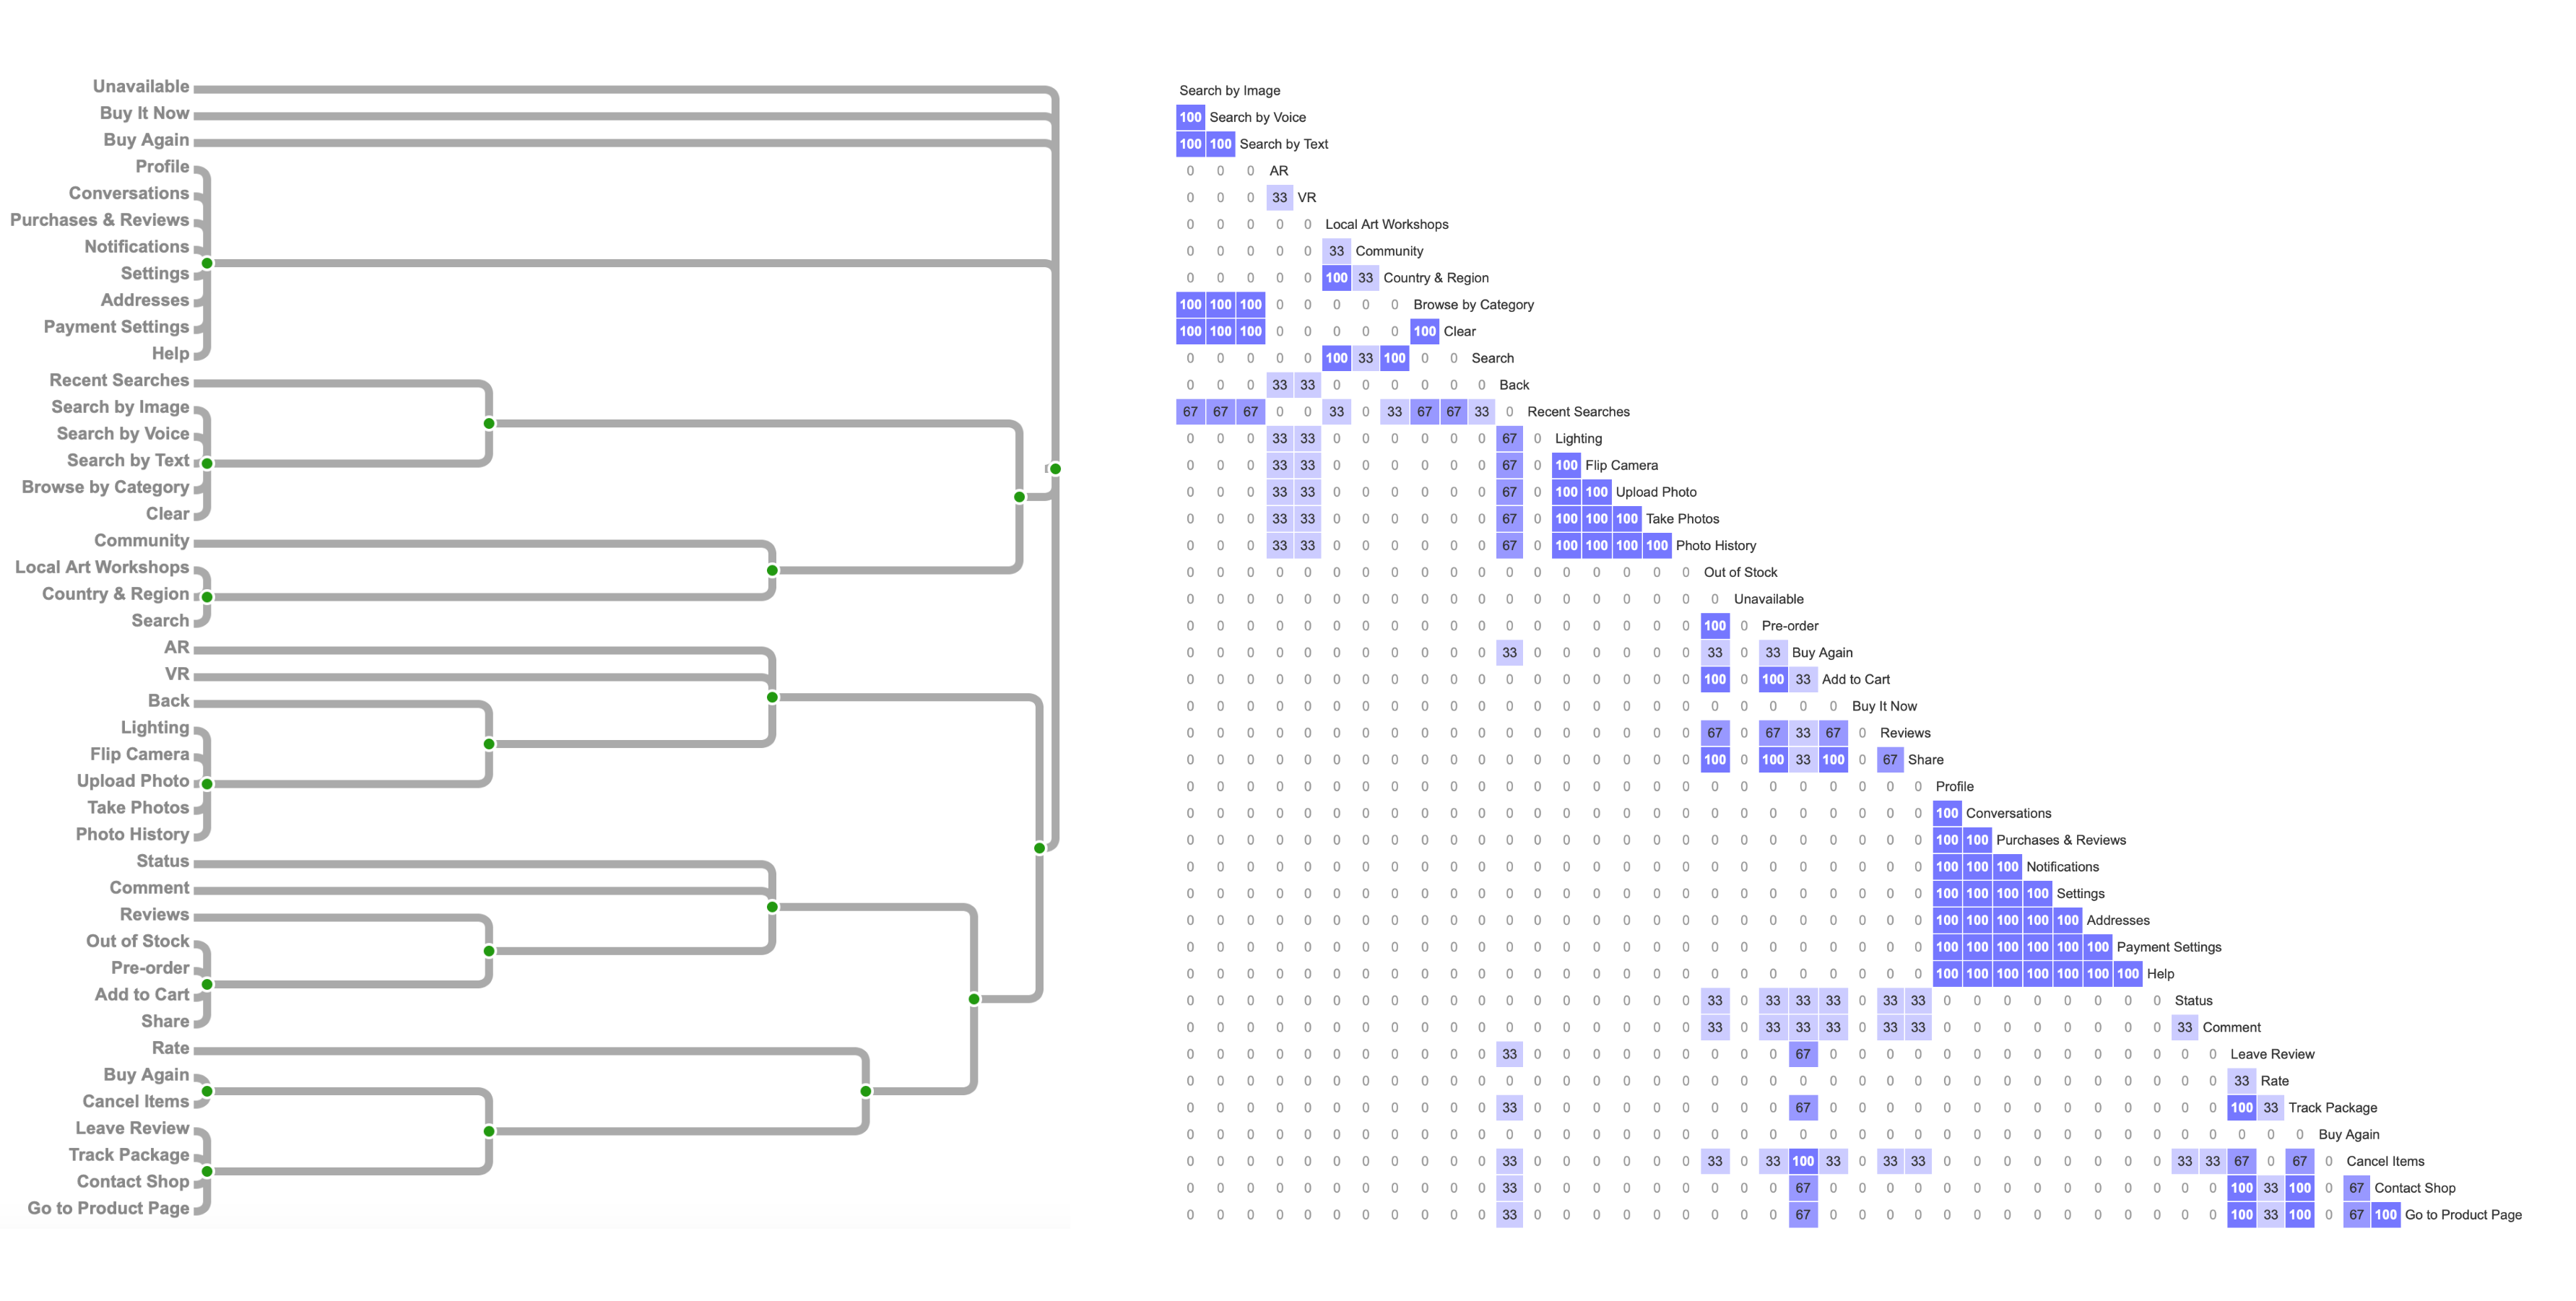 Unavailable
Buy It Now
Buy Again
Profile
Conversations
Purchases & Reviews
Notifications
Settings
Addresses
Payment Settings
Help
Recent Searches
Search by Image
Search by Voice
Search by Text
Browse by Category
Clear
Community
Local Art Workshops
Country & Region
Search
AR
VR
Back
Lighting
Flip Camera
Upload Photo
Take Photos
Photo History
Status
Comment
Reviews
Out of Stock
Pre-order
Add to Cart
Share
Rate
Buy Again
Cancel Items
Leave Review
Track Package
Contact Shop
Go to Product Page
Search by Image
100 Search by Voice
100 100 Search by Text
0 0 0 AR
0 0 0 33 VR
0 0 0 0 0 Local Art Workshops
0 0 0 0 0 33 Community
0 0 0 0 0 100 33 Country & Region
100 100 100 0 0 0 0 0 Browse by Category
100 100 100 0 0 0 0 0 100 Clear
0 0 0 0 0 100 33 100 0 0 Search
0 0 0 33 33 0 0 0 0 0 0 Back
67 67 67 0 0 33 0 33 67 67 33 0 Recent Searches
0 0 0 33 33 0 0 0 0 0 0 67 0 Lighting
0 0 0 33 33 0 0 0 0 0 0 67 0 100 Flip Camera
0 0 0 33 33 0 0 0 0 0 0 67 0 100 100 Upload Photo
0 0 0 33 33 0 0 0 0 0 0 67 0 100 100 100 Take Photos
0 0 0 33 33 0 0 0 0 0 0 67 0 100 100 100 100 Photo History
0 0 0 0 0 0 0 0 0 0 0 0 0 0 0 0 0 0 Out of Stock
0 0 0 0 0 0 0 0 0 0 0 0 0 0 0 0 0 0 0 Unavailable
0 0 0 0 0 0 0 0 0 0 0 0 0 0 0 0 0 0 100 0 Pre-order
0 0 0 0 0 0 0 0 0 0 0 33 0 0 0 0 0 0 33 0 33 Buy Again
0 0 0 0 0 0 0 0 0 0 0 0 0 0 0 0 0 0 100 0 100 33 Add to Cart
0 0 0 0 0 0 0 0 0 0 0 0 0 0 0 0 0 0 0 0 0 0 0 Buy It Now
0 0 0 0 0 0 0 0 0 0 0 0 0 0 0 0 0 0 67 0 67 33 67 0 Reviews
0 0 0 0 0 0 0 0 0 0 0 0 0 0 0 0 0 0 100 0 100 33 100 0 67 Share
0 0 0 0 0 0 0 0 0 0 0 0 0 0 0 0 0 0 0 0 0 0 0 0 0 0 Profile
0 0 0 0 0 0 0 0 0 0 0 0 0 0 0 0 0 0 0 0 0 0 0 0 0 0 100 Conversations
0 0 0 0 0 0 0 0 0 0 0 0 0 0 0 0 0 0 0 0 0 0 0 0 0 0 100 100 Purchases & Reviews
0 0 0 0 0 0 0 0 0 0 0 0 0 0 0 0 0 0 0 0 0 0 0 0 0 0 100 100 100 Notifications
0 0 0 0 0 0 0 0 0 0 0 0 0 0 0 0 0 0 0 0 0 0 0 0 0 0 100 100 100 100 Settings
0 0 0 0 0 0 0 0 0 0 0 0 0 0 0 0 0 0 0 0 0 0 0 0 0 0 100 100 100 100 100 Addresses
0 0 0 0 0 0 0 0 0 0 0 0 0 0 0 0 0 0 0 0 0 0 0 0 0 0 100 100 100 100 100 100 Payment Settings
0 0 0 0 0 0 0 0 0 0 0 0 0 0 0 0 0 0 0 0 0 0 0 0 0 0 100 100 100 100 100 100 100 Help
0 0 0 0 0 0 0 0 0 0 0 0 0 0 0 0 0 0 33 0 33 33 33 0 33 33 0 0 0 0 0 0 0 0 Status
0 0 0 0 0 0 0 0 0 0 0 0 0 0 0 0 0 0 33 0 33 33 33 0 33 33 0 0 0 0 0 0 0 0 33 Comment
0 0 0 0 0 0 0 0 0 0 0 33 0 0 0 0 0 0 0 0 0 67 0 0 0 0 0 0 0 0 0 0 0 0 0 0 Leave Review
0 0 0 0 0 0 0 0 0 0 0 0 0 0 0 0 0 0 0 0 0 0 0 0 0 0 0 0 0 0 0 0 0 0 0 0 33 Rate
0 0 0 0 0 0 0 0 0 0 0 33 0 0 0 0 0 0 0 0 0 67 0 0 0 0 0 0 0 0 0 0 0 0 0 0 100 33 Track Package
0 0 0 0 0 0 0 0 0 0 0 0 0 0 0 0 0 0 0 0 0 0 0 0 0 0 0 0 0 0 0 0 0 0 0 0 0 0 0 Buy Again
0 0 0 0 0 0 0 0 0 0 0 33 0 0 0 0 0 0 33 0 33 100 33 0 33 33 0 0 0 0 0 0 0 0 33 33 67 0 67 0 Cancel Items
0 0 0 0 0 0 0 0 0 0 0 33 0 0 0 0 0 0 0 0 0 67 0 0 0 0 0 0 0 0 0 0 0 0 0 0 100 33 100 0 67 Contact Shop
0 0 0 0 0 0 0 0 0 0 0 33 0 0 0 0 0 0 0 0 0 67 0 0 0 0 0 0 0 0 0 0 0 0 0 0 100 33 100 0 67 100 Go to Product Page